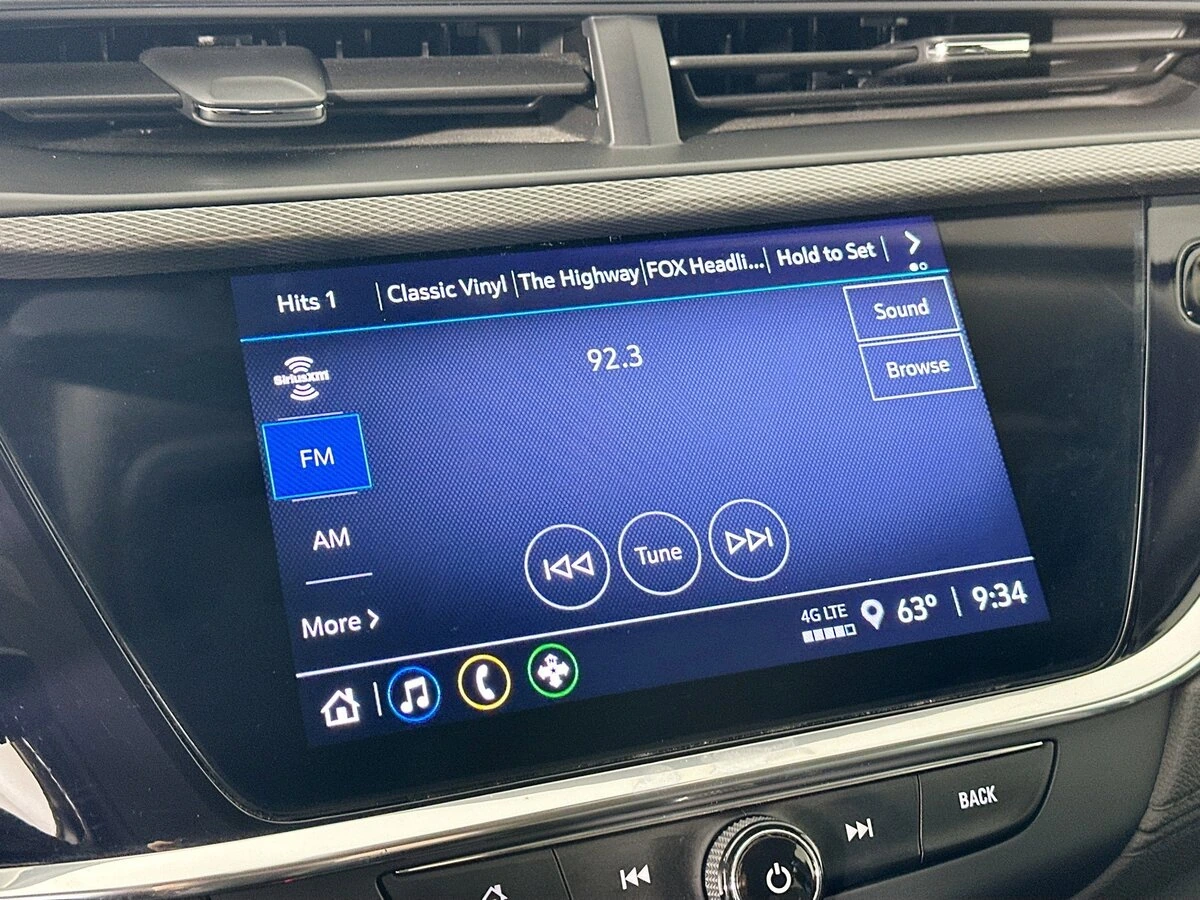 Hits 1 Classic Vinyl The Highway FOX Headli... Hold to Set
Sound
92.3
Browse
SiriusXM
FM
AM
Tune
More
4G LTE 63° 9:34
BACK